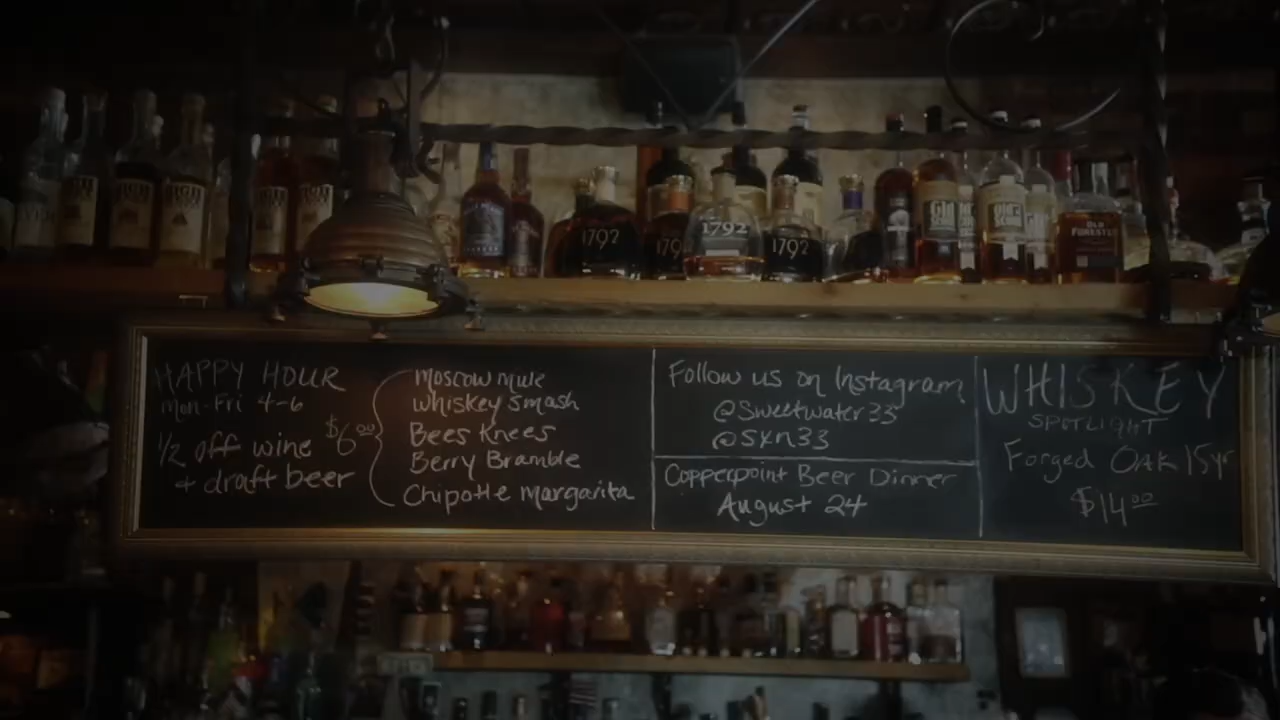 1792
1792
1792
OLD
FORESTER
HAPPY HOUR
Mon-Fri 4-6
1/2 off wine
+ draft beer
$6.00
Moscow mule
Whiskey Smash
Bees Knees
Berry Bramble
Chipotle margarita
Follow us on Instagram
@Sweetwater33
@SXN33
Copperpoint Beer Dinner
August 24
WHISKEY
SPOTLIGHT
Forged OAK 15yr
$14.00